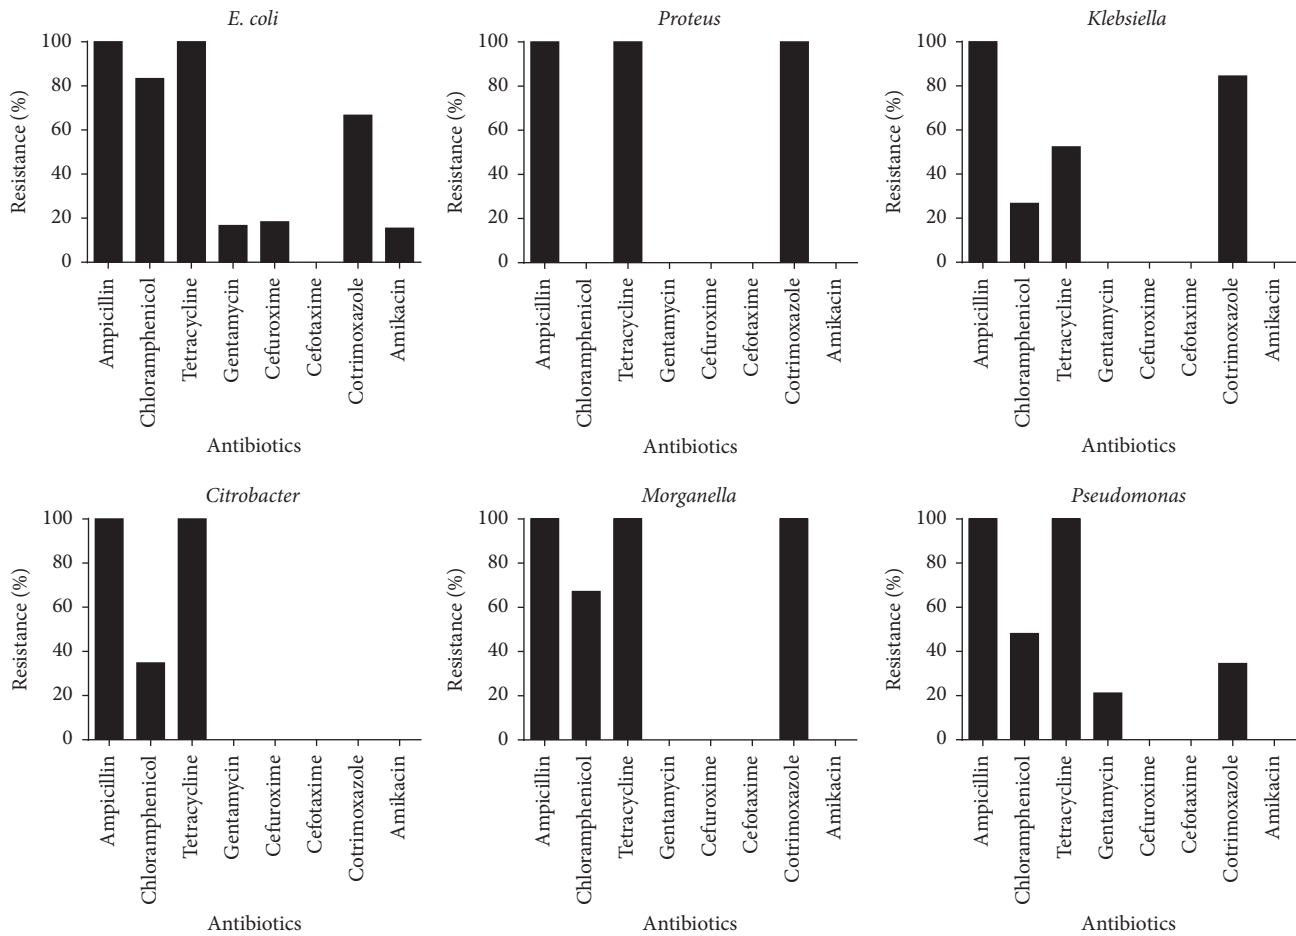 E. coli
100
80
60
40
20
0
Resistance (%)
Ampicillin
Chloramphenicol
Tetracycline
Gentamycin
Cefuroxime
Cefotaxime
Cotrimoxazole
Amikacin
Antibiotics
Proteus
100
80
60
40
20
0
Resistance (%)
Ampicillin
Chloramphenicol
Tetracycline
Gentamycin
Cefuroxime
Cefotaxime
Cotrimoxazole
Amikacin
Antibiotics
Klebsiella
100
80
60
40
20
0
Resistance (%)
Ampicillin
Chloramphenicol
Tetracycline
Gentamycin
Cefuroxime
Cefotaxime
Cotrimoxazole
Amikacin
Antibiotics
Citrobacter
100
80
60
40
20
0
Resistance (%)
Ampicillin
Chloramphenicol
Tetracycline
Gentamycin
Cefuroxime
Cefotaxime
Cotrimoxazole
Amikacin
Antibiotics
Morganella
100
80
60
40
20
0
Resistance (%)
Ampicillin
Chloramphenicol
Tetracycline
Gentamycin
Cefuroxime
Cefotaxime
Cotrimoxazole
Amikacin
Antibiotics
Pseudomonas
100
80
60
40
20
0
Resistance (%)
Ampicillin
Chloramphenicol
Tetracycline
Gentamycin
Cefuroxime
Cefotaxime
Cotrimoxazole
Amikacin
Antibiotics